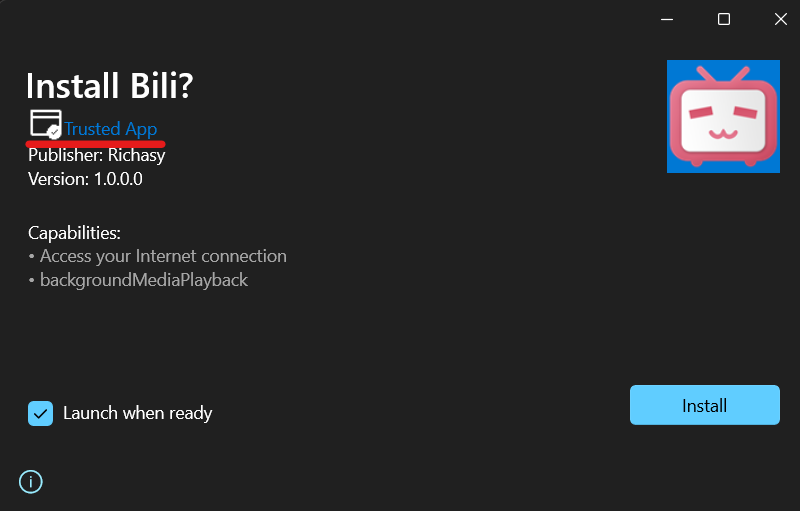 Install Bili?
Trusted App
Publisher: Richasy
Version: 1.0.0.0
Capabilities:
• Access your Internet connection
• backgroundMediaPlayback
Launch when ready
Install